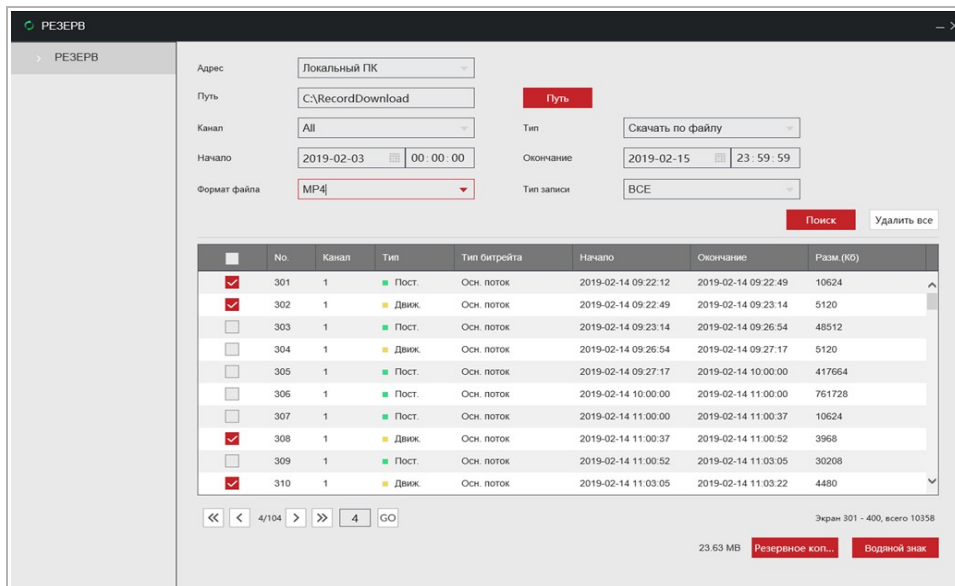 РЕЗЕРВ
РЕЗЕРВ
Адрес Локальный ПК
Путь C:\RecordDownload Путь
Канал All Тип Скачать по файлу
Начало 2019-02-03 00:00:00 Окончание 2019-02-15 23:59:59
Формат файла MP4 Тип записи ВСЕ
Поиск Удалить все
No. Канал Тип Тип битрейта Начало Окончание Разм.(Кб)
301 1 Пост. Осн. поток 2019-02-14 09:22:12 2019-02-14 09:22:49 10624
302 1 Движ. Осн. поток 2019-02-14 09:22:49 2019-02-14 09:23:14 5120
303 1 Пост. Осн. поток 2019-02-14 09:23:14 2019-02-14 09:26:54 48512
304 1 Движ. Осн. поток 2019-02-14 09:26:54 2019-02-14 09:27:17 5120
305 1 Пост. Осн. поток 2019-02-14 09:27:17 2019-02-14 10:00:00 417664
306 1 Пост. Осн. поток 2019-02-14 10:00:00 2019-02-14 11:00:00 761728
307 1 Пост. Осн. поток 2019-02-14 11:00:00 2019-02-14 11:00:37 10624
308 1 Движ. Осн. поток 2019-02-14 11:00:37 2019-02-14 11:00:52 3968
309 1 Пост. Осн. поток 2019-02-14 11:00:52 2019-02-14 11:03:05 30208
310 1 Движ. Осн. поток 2019-02-14 11:03:05 2019-02-14 11:03:22 4480
4/104 4 GO Экран 301 - 400, всего 10358
23.63 MB Резервное коп... Водяной знак